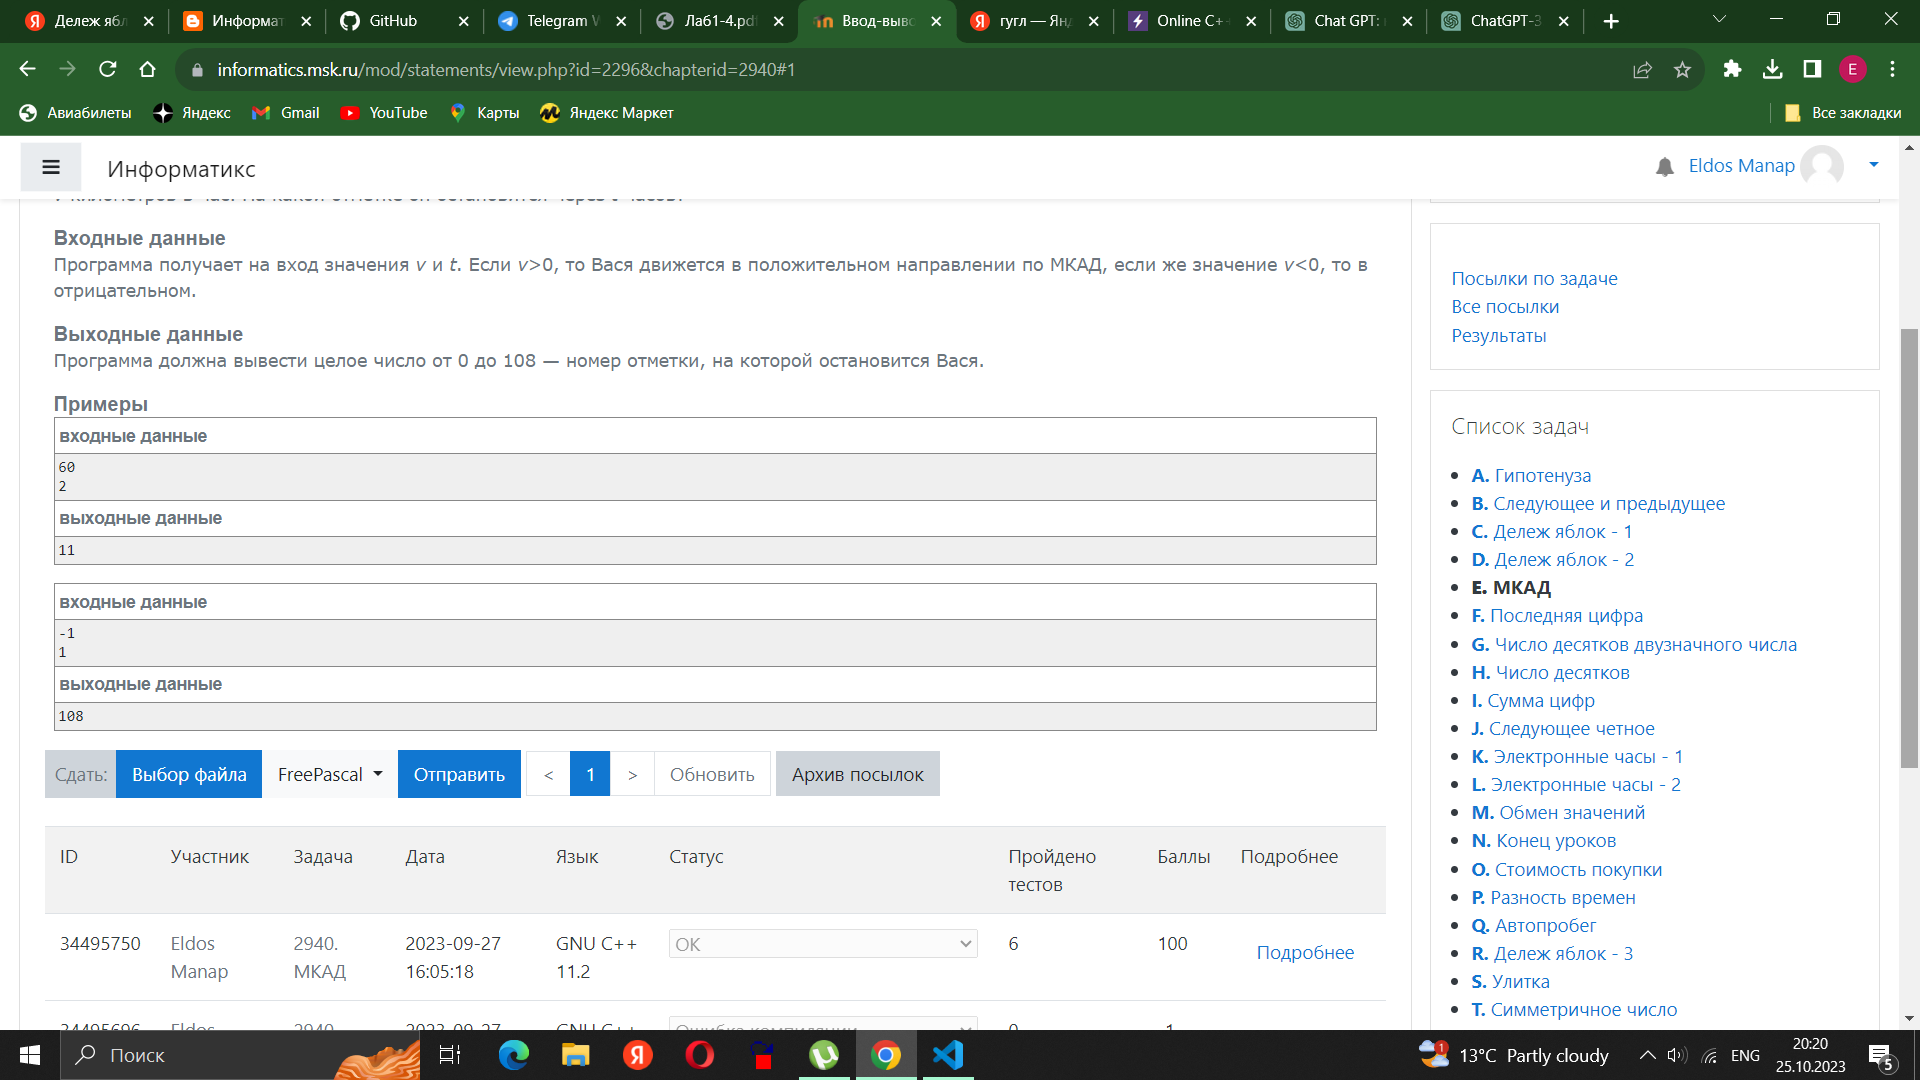 Дележ ябл
Информат
GitHub
Telegram W
Лаб1-4.pdf
Ввод-выво
гугл — Ян
Online C+
Chat GPT:
ChatGPT-3
informatics.msk.ru/mod/statements/view.php?id=2296&chapterid=2940#1
E
Авиабилеты
Яндекс
Gmail
YouTube
Карты
Яндекс Маркет
Все закладки
Информатикс
Eldos Manap
Входные данные
Программа получает на вход значения v и t. Если v>0, то Вася движется в положительном направлении по МКАД, если же значение v<0, то в
отрицательном.
Выходные данные
Программа должна вывести целое число от 0 до 108 — номер отметки, на которой остановится Вася.
Примеры
входные данные
60
2
выходные данные
11
входные данные
-1
1
выходные данные
108
Сдать:
Выбор файла
FreePascal
Отправить
<
1
>
Обновить
Архив посылок
ID
Участник
Задача
Дата
Язык
Статус
Пройдено
тестов
Баллы
Подробнее
34495750
Eldos
Manap
2940.
МКАД
2023-09-27
16:05:18
GNU C++
11.2
OK
6
100
Подробнее
34495696
Eldos
2940.
2023-09-27
GNU C++
Ошибка компиляции
0
-1
Посылки по задаче
Все посылки
Результаты
Список задач
A. Гипотенуза
B. Следующее и предыдущее
C. Дележ яблок - 1
D. Дележ яблок - 2
E. МКАД
F. Последняя цифра
G. Число десятков двузначного числа
H. Число десятков
I. Сумма цифр
J. Следующее четное
K. Электронные часы - 1
L. Электронные часы - 2
M. Обмен значений
N. Конец уроков
O. Стоимость покупки
P. Разность времен
Q. Автопробег
R. Дележ яблок - 3
S. Улитка
T. Симметричное число
Поиск
1
13°C Partly cloudy
ENG
20:20
25.10.2023
5